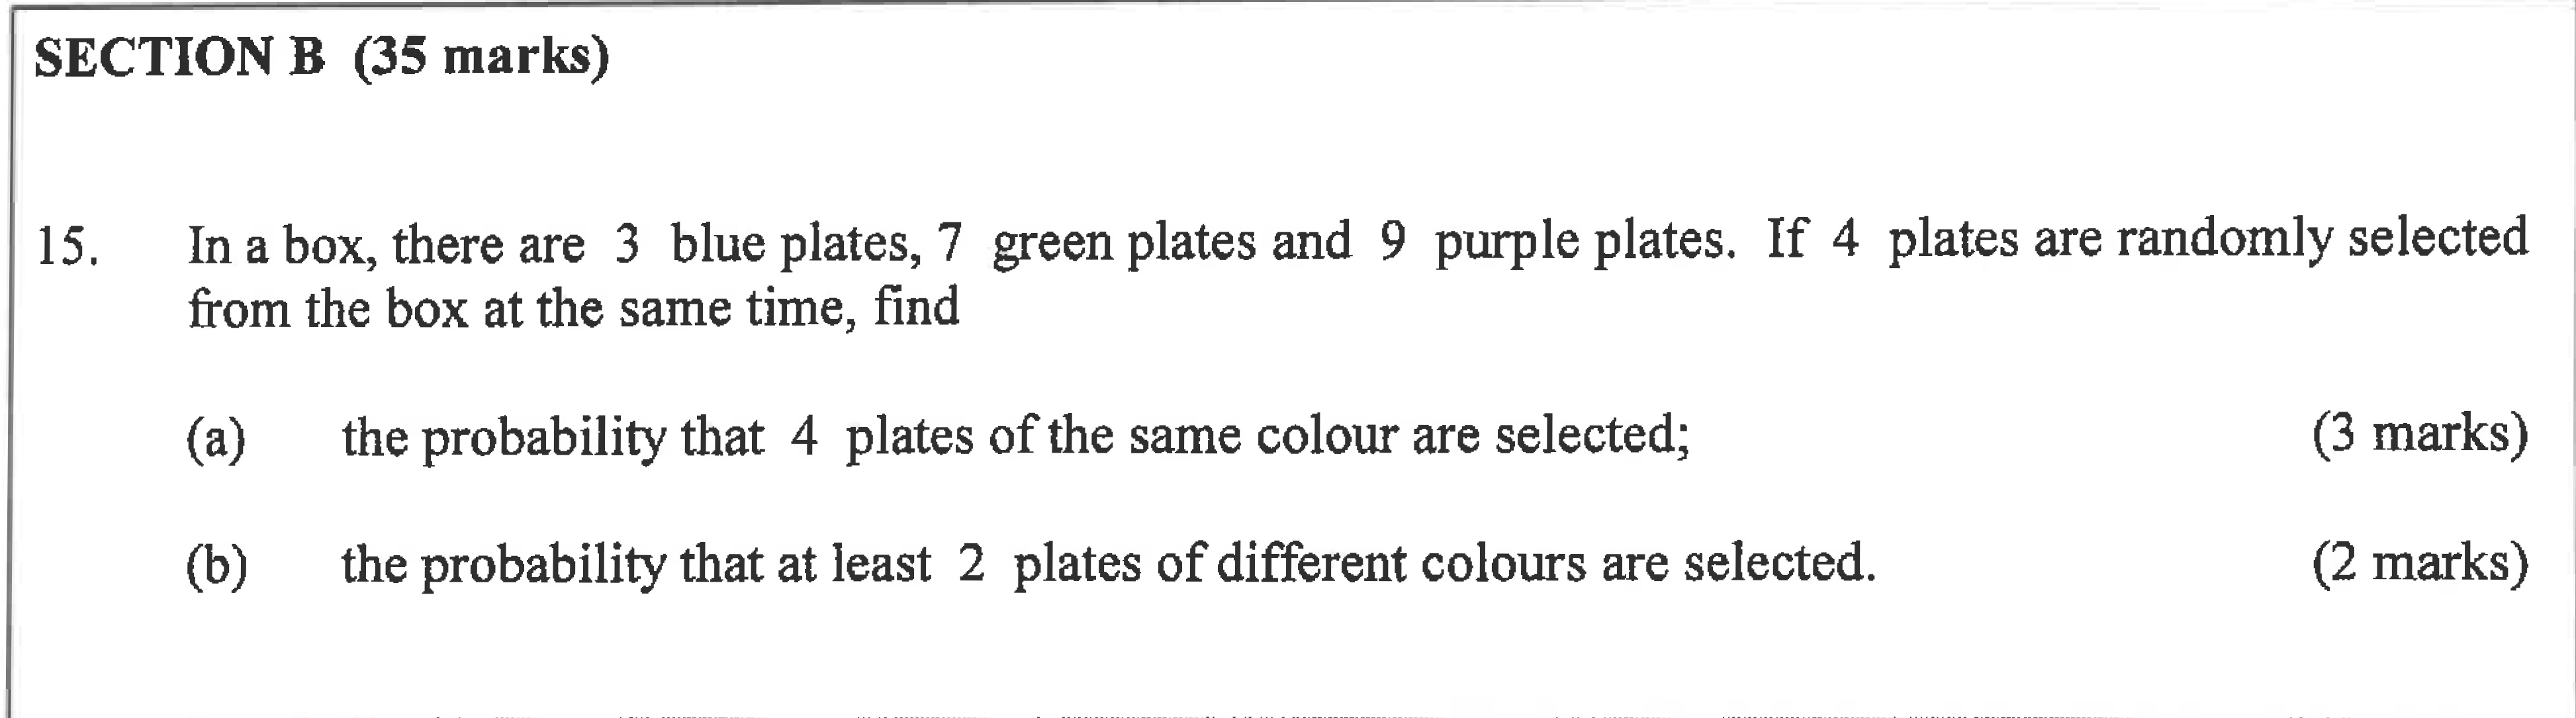 SECTION B (35 marks)
15. In a box, there are 3 blue plates, 7 green plates and 9 purple plates. If 4 plates are randomly selected
from the box at the same time, find
(a) the probability that 4 plates of the same colour are selected; (3 marks)
(b) the probability that at least 2 plates of different colours are selected. (2 marks)